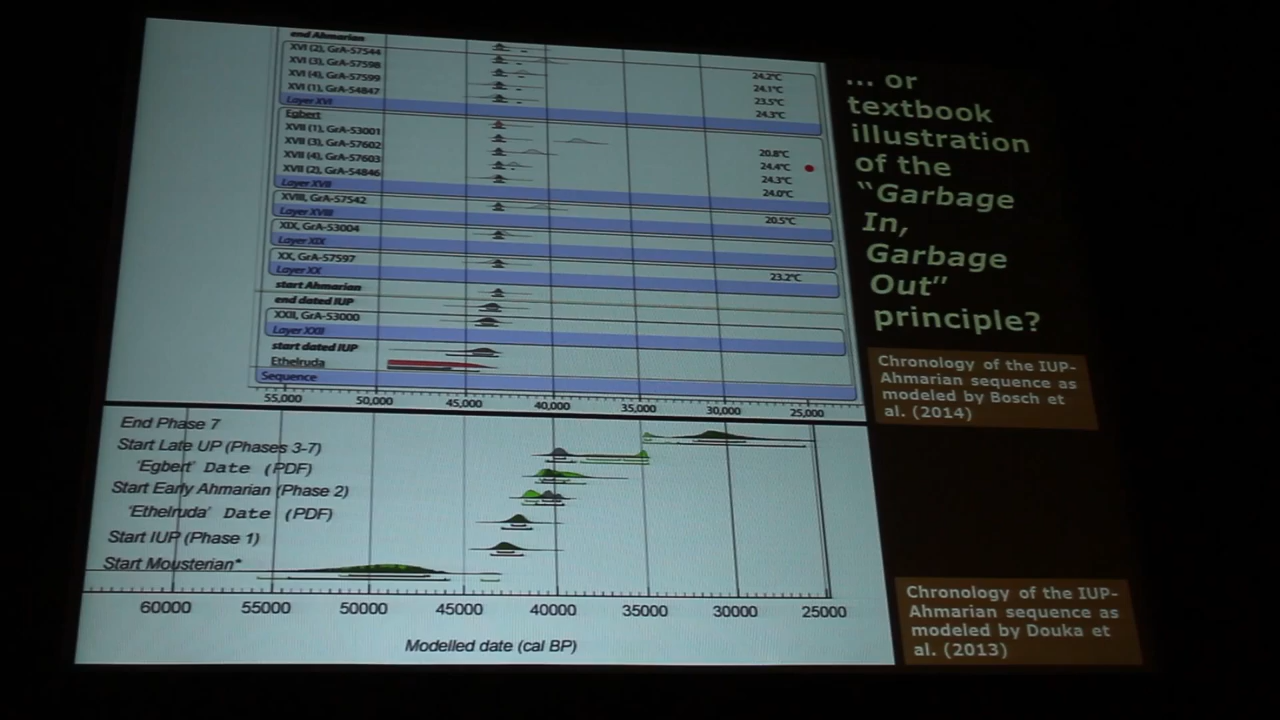 end Ahmarian
XVI (2), GrA-57544
XVI (3), GrA-57598
24.2°C
XVI (4), GrA-57599
24.1°C
XVI (1), GrA-54847
23.5°C
Layer XVI
24.3°C
Egbert
XVII (1), GrA-53001
XVII (3), GrA-57602
20.8°C
XVII (4), GrA-57603
24.4°C
XVII (2), GrA-54846
24.3°C
Layer XVII
24.0°C
XVIII, GrA-57542
Layer XVIII
20.5°C
XIX, GrA-53004
Layer XIX
XX, GrA-57597
Layer XX
23.2°C
start Ahmarian
end dated IUP
XXII, GrA-53000
Layer XXII
start dated IUP
Ethelruda
Sequence
55,000 50,000 45,000 40,000 35,000 30,000 25,000
End Phase 7
Start Late UP (Phases 3-7)
'Egbert' Date (PDF)
Start Early Ahmarian (Phase 2)
'Ethelruda' Date (PDF)
Start IUP (Phase 1)
Start Mousterian*
60000 55000 50000 45000 40000 35000 30000 25000
Modelled date (cal BP)
... or
textbook
illustration
of the
"Garbage
In,
Garbage
Out"
principle?
Chronology of the IUP-
Ahmarian sequence as
modeled by Bosch et
al. (2014)
Chronology of the IUP-
Ahmarian sequence as
modeled by Douka et
al. (2013)